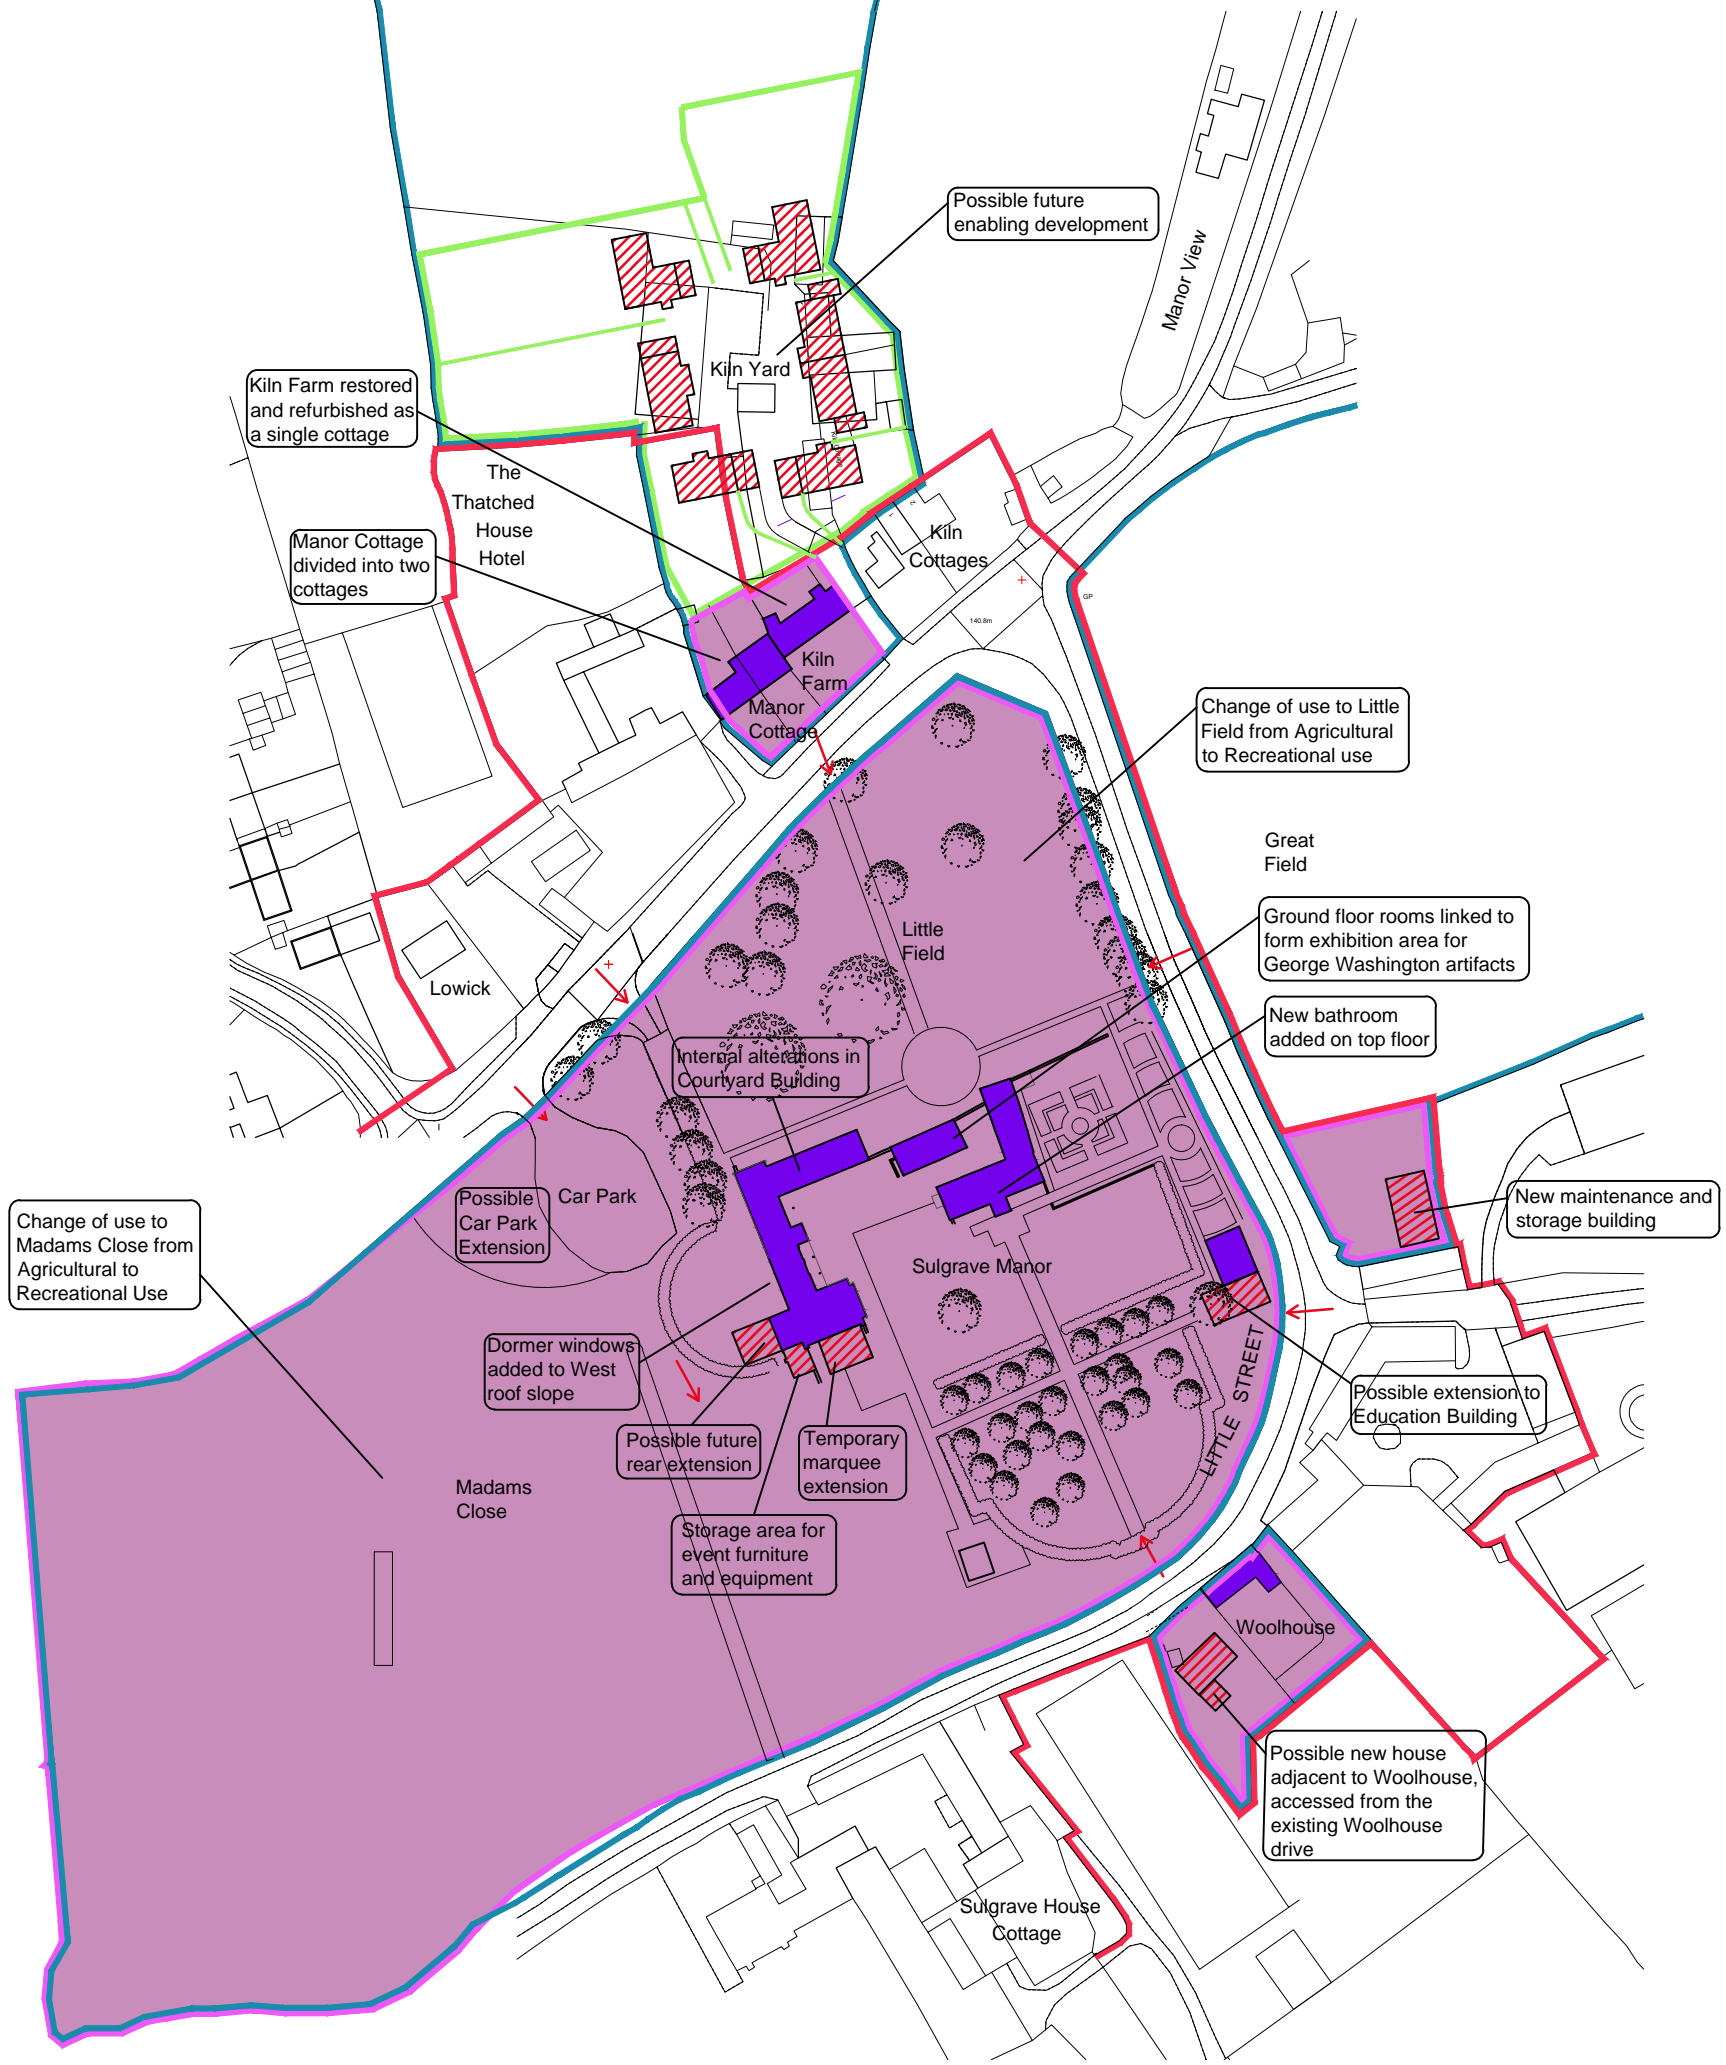 Possible future
enabling development
Manor View
Kiln Yard
Kiln Farm restored
and refurbished as
a single cottage
The
Thatched
House
Hotel
Manor Cottage
divided into two
cottages
Kiln
Cottages
GP
140.8m
Kiln
Farm
Manor
Cottage
Change of use to Little
Field from Agricultural
to Recreational use
Great
Field
Ground floor rooms linked to
form exhibition area for
George Washington artifacts
Little
Field
Lowick
New bathroom
added on top floor
Internal alterations in
Courtyard Building
Possible
Car Park
Extension
Car Park
Change of use to
Madams Close from
Agricultural to
Recreational Use
New maintenance and
storage building
Sulgrave Manor
Dormer windows
added to West
roof slope
LITTLE STREET
Possible extension to
Education Building
Possible future
rear extension
Temporary
marquee
extension
Madams
Close
Storage area for
event furniture
and equipment
Woolhouse
Possible new house
adjacent to Woolhouse,
accessed from the
existing Woolhouse
drive
Sulgrave House
Cottage